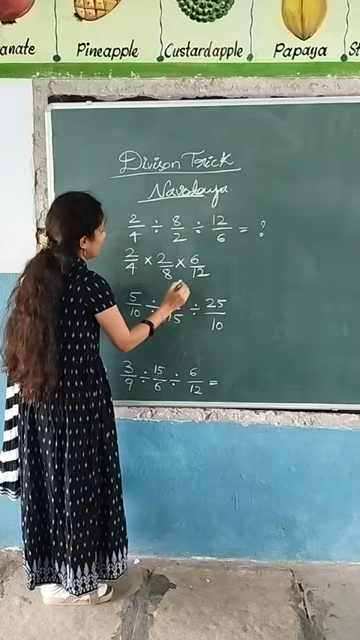 anate Pineapple Custardapple Papaya
Divison Trick
Navodaya
2/4 ÷ 8/2 ÷ 12/6 = ?
2/4 × 2/8 × 6/12
5/10 ÷ /15 ÷ 25/10
3/9 ÷ 15/6 ÷ 6/12 =